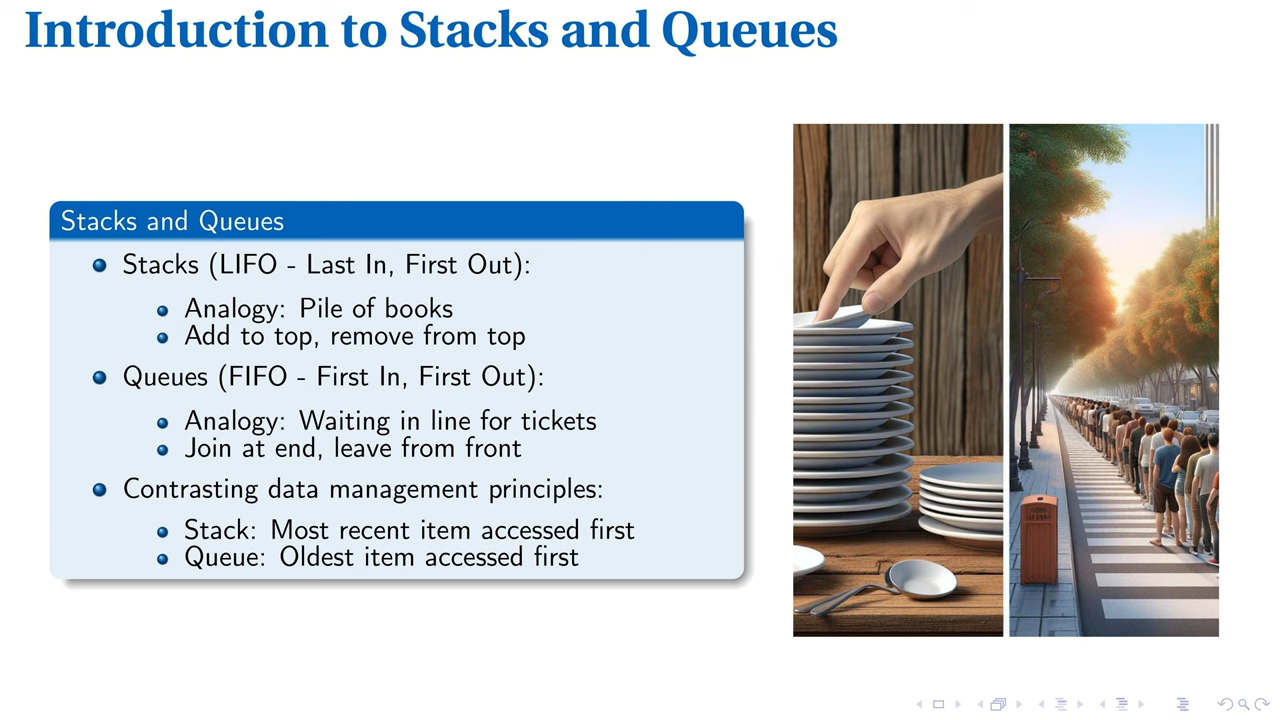 Introduction to Stacks and Queues
Stacks and Queues
Stacks (LIFO - Last In, First Out):
Analogy: Pile of books
Add to top, remove from top
Queues (FIFO - First In, First Out):
Analogy: Waiting in line for tickets
Join at end, leave from front
Contrasting data management principles:
Stack: Most recent item accessed first
Queue: Oldest item accessed first